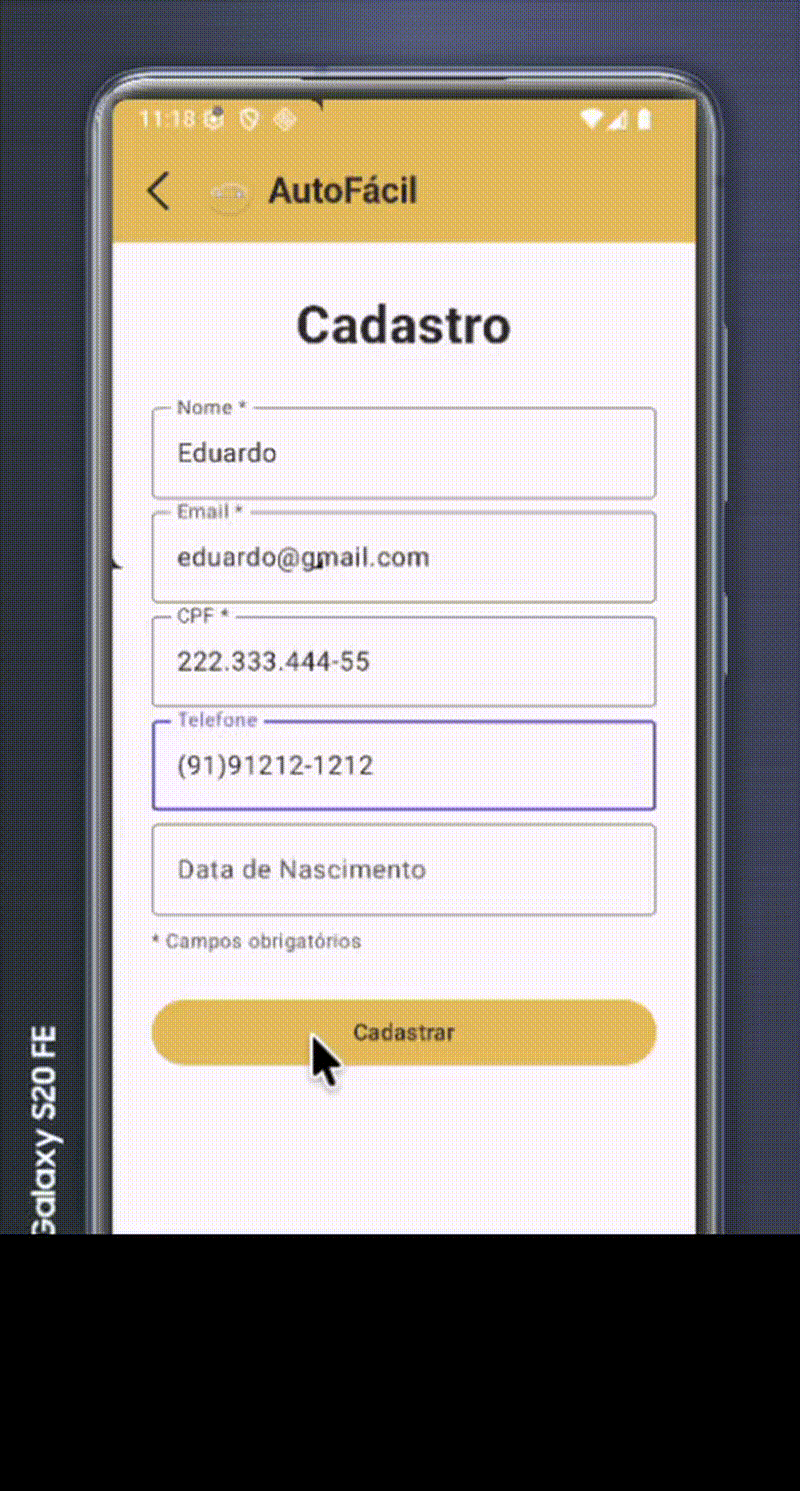 11:18
AutoFácil
Cadastro
Nome *
Eduardo
Email *
eduardo@gmail.com
CPF *
222.333.444-55
Telefone
(91)91212-1212
Data de Nascimento
* Campos obrigatórios
Cadastrar
Galaxy S20 FE